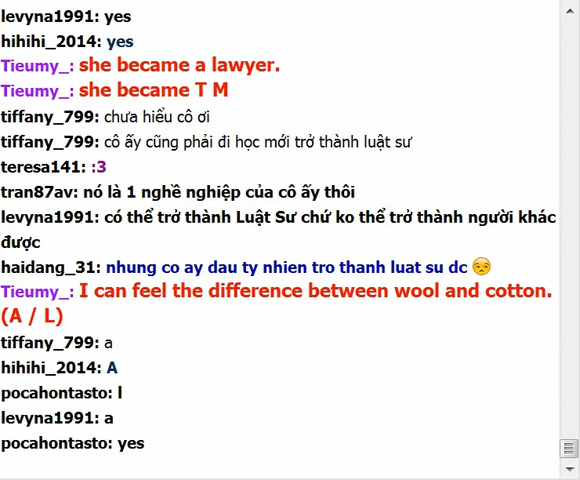 levyna1991: yes
hihihi_2014: yes
Tieumy_: she became a lawyer.
Tieumy_: she became T M
tiffany_799: chưa hiểu cô ơi
tiffany_799: cô ấy cũng phải đi học mới trở thành luật sư
teresa141: :3
tran87av: nó là 1 nghề nghiệp của cô ấy thôi
levyna1991: có thể trở thành Luật Sư chứ ko thể trở thành người khác
được
haidang_31: nhung co ay dau ty nhien tro thanh luat su dc 😒
Tieumy_: I can feel the difference between wool and cotton.
(A / L)
tiffany_799: a
hihihi_2014: A
pocahontasto: l
levyna1991: a
pocahontasto: yes